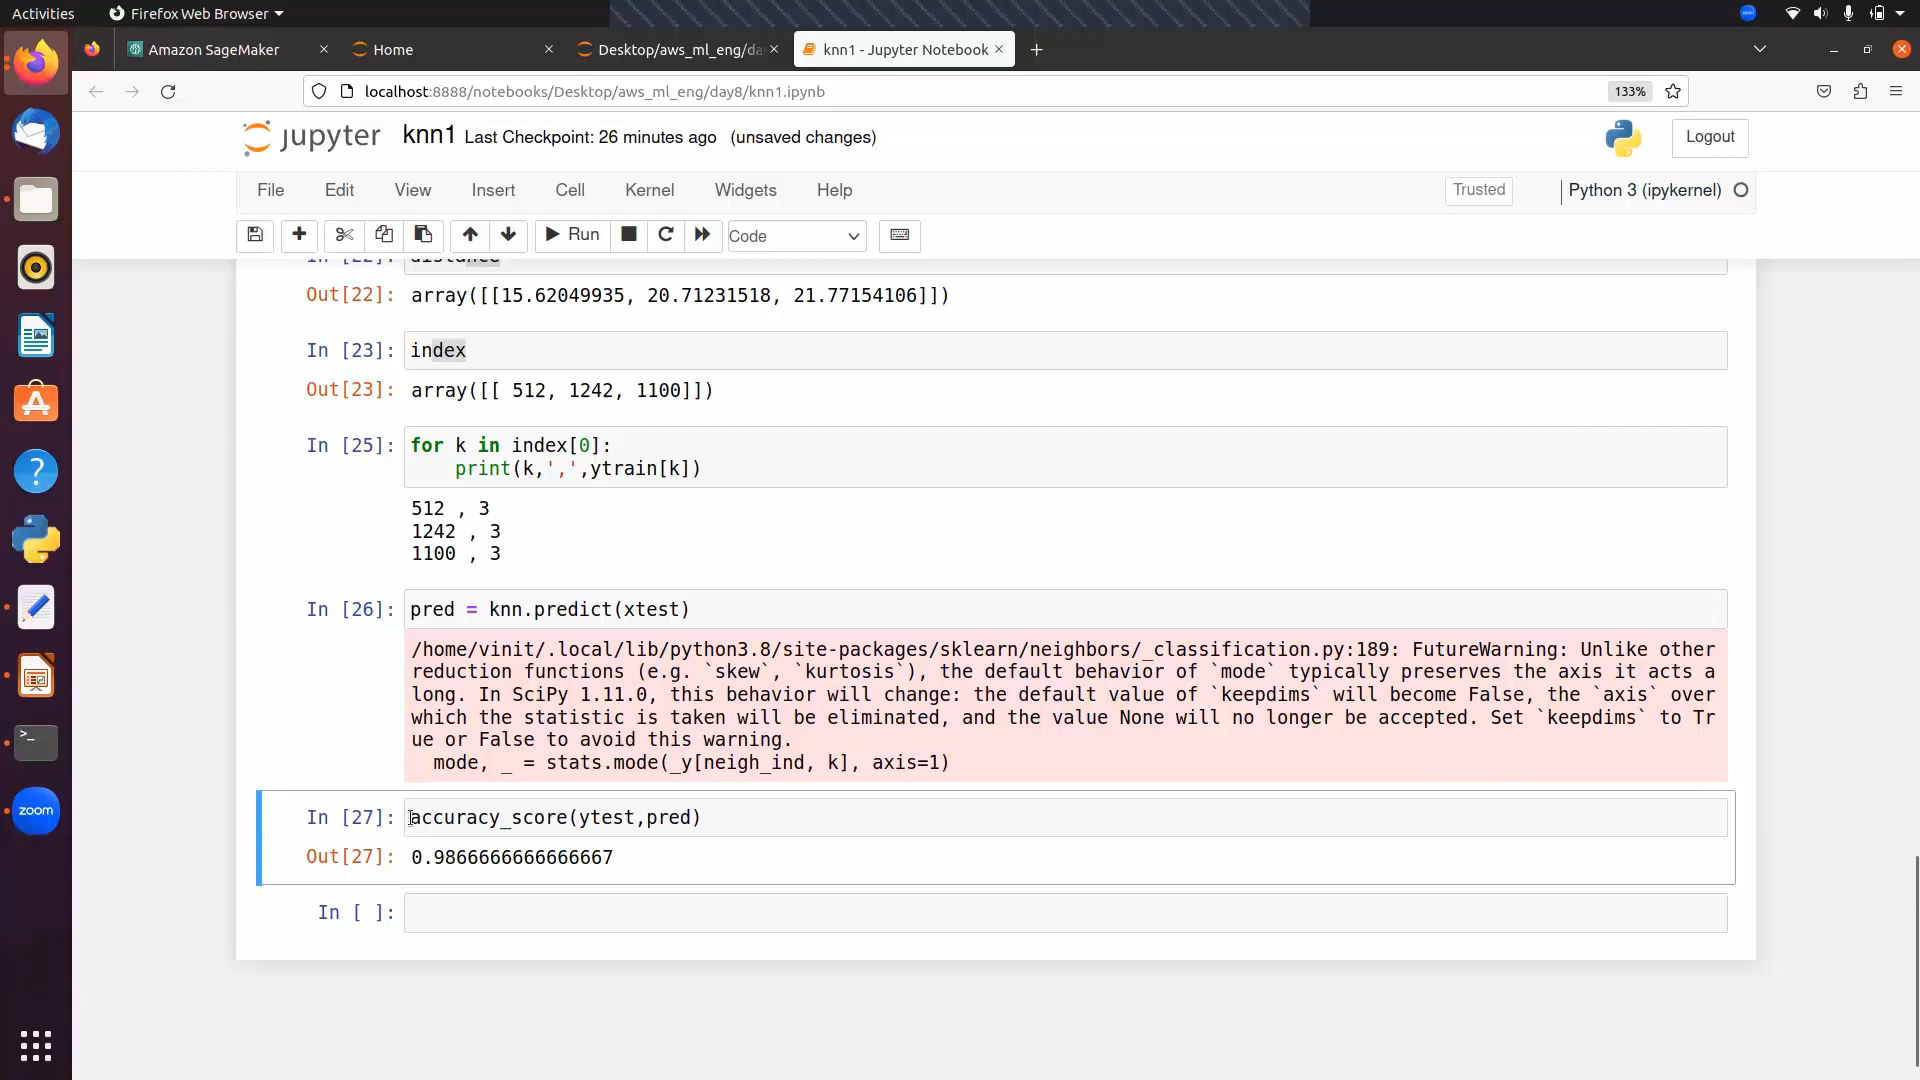 Activities
Firefox Web Browser
Amazon SageMaker
Home
Desktop/aws_ml_eng/da
knn1 - Jupyter Notebook
localhost:8888/notebooks/Desktop/aws_ml_eng/day8/knn1.ipynb
133%
jupyter knn1 Last Checkpoint: 26 minutes ago (unsaved changes)
Logout
File Edit View Insert Cell Kernel Widgets Help
Trusted
Python 3 (ipykernel)
Run
Code
In [22]: distance
Out[22]: array([[15.62049935, 20.71231518, 21.77154106]])
In [23]: index
Out[23]: array([[ 512, 1242, 1100]])
In [25]: for k in index[0]:
print(k,',',ytrain[k])
512 , 3
1242 , 3
1100 , 3
In [26]: pred = knn.predict(xtest)
/home/vinit/.local/lib/python3.8/site-packages/sklearn/neighbors/_classification.py:189: FutureWarning: Unlike other
reduction functions (e.g. `skew`, `kurtosis`), the default behavior of `mode` typically preserves the axis it acts a
long. In SciPy 1.11.0, this behavior will change: the default value of `keepdims` will become False, the `axis` over
which the statistic is taken will be eliminated, and the value None will no longer be accepted. Set `keepdims` to Tr
ue or False to avoid this warning.
mode, _ = stats.mode(_y[neigh_ind, k], axis=1)
In [27]: accuracy_score(ytest,pred)
Out[27]: 0.9866666666666667
In [ ]:
zoom